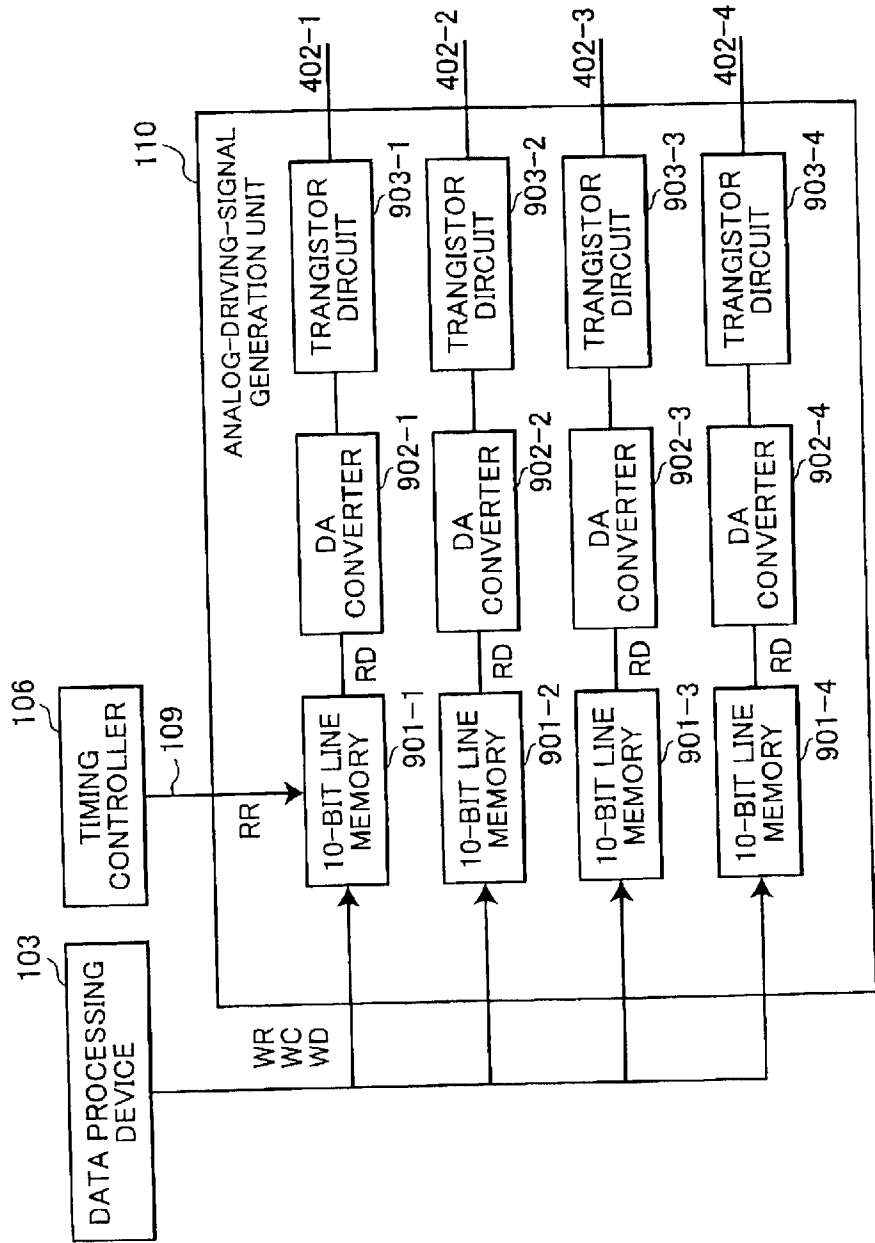 DATA PROCESSING
DEVICE
103
TIMING
CONTROLLER
106
109
RR
WR
WC
WD
110
ANALOG-DRIVING-SIGNAL
GENERATION UNIT
10-BIT LINE
MEMORY
901-1
RD
DA
CONVERTER
902-1
TRANGISTOR
DIRCUIT
903-1
402-1
10-BIT LINE
MEMORY
901-2
RD
DA
CONVERTER
902-2
TRANGISTOR
DIRCUIT
903-2
402-2
10-BIT LINE
MEMORY
901-3
RD
DA
CONVERTER
902-3
TRANGISTOR
DIRCUIT
903-3
402-3
10-BIT LINE
MEMORY
901-4
RD
DA
CONVERTER
902-4
TRANGISTOR
DIRCUIT
903-4
402-4